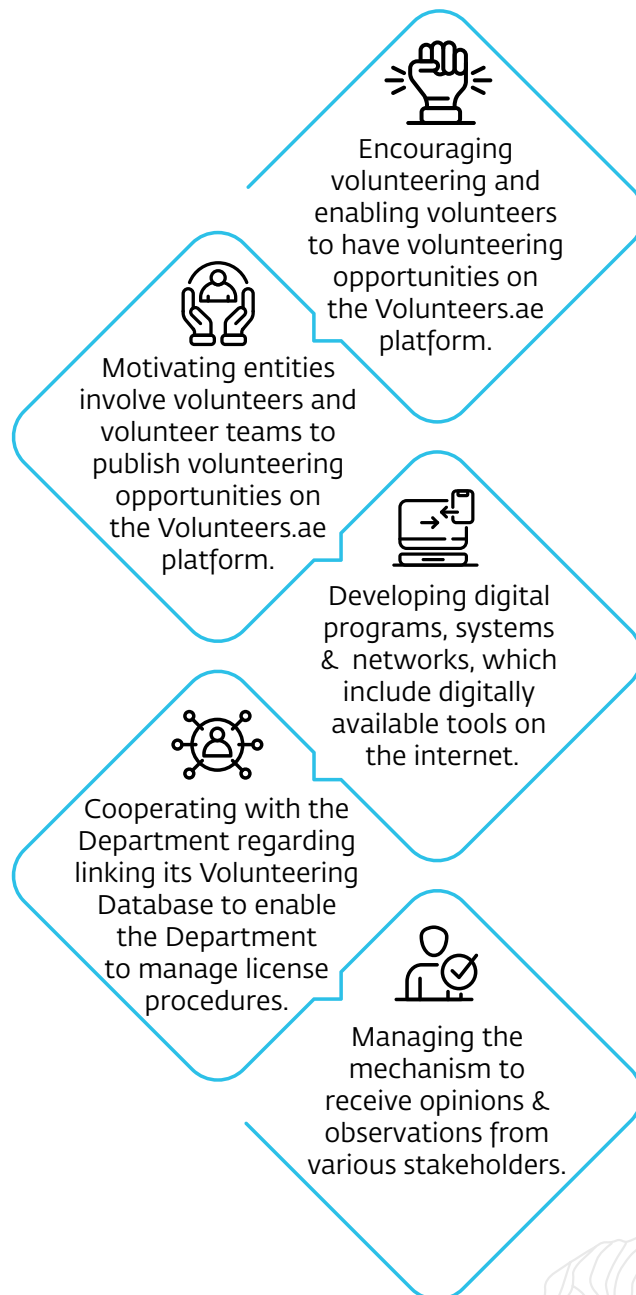 Encouraging
volunteering and
enabling volunteers
to have volunteering
opportunities on
the Volunteers.ae
platform.
Motivating entities
involve volunteers and
volunteer teams to
publish volunteering
opportunities on
the Volunteers.ae
platform.
Developing digital
programs, systems
& networks, which
include digitally
available tools on
the internet.
Cooperating with the
Department regarding
linking its Volunteering
Database to enable
the Department
to manage license
procedures.
Managing the
mechanism to
receive opinions &
observations from
various stakeholders.